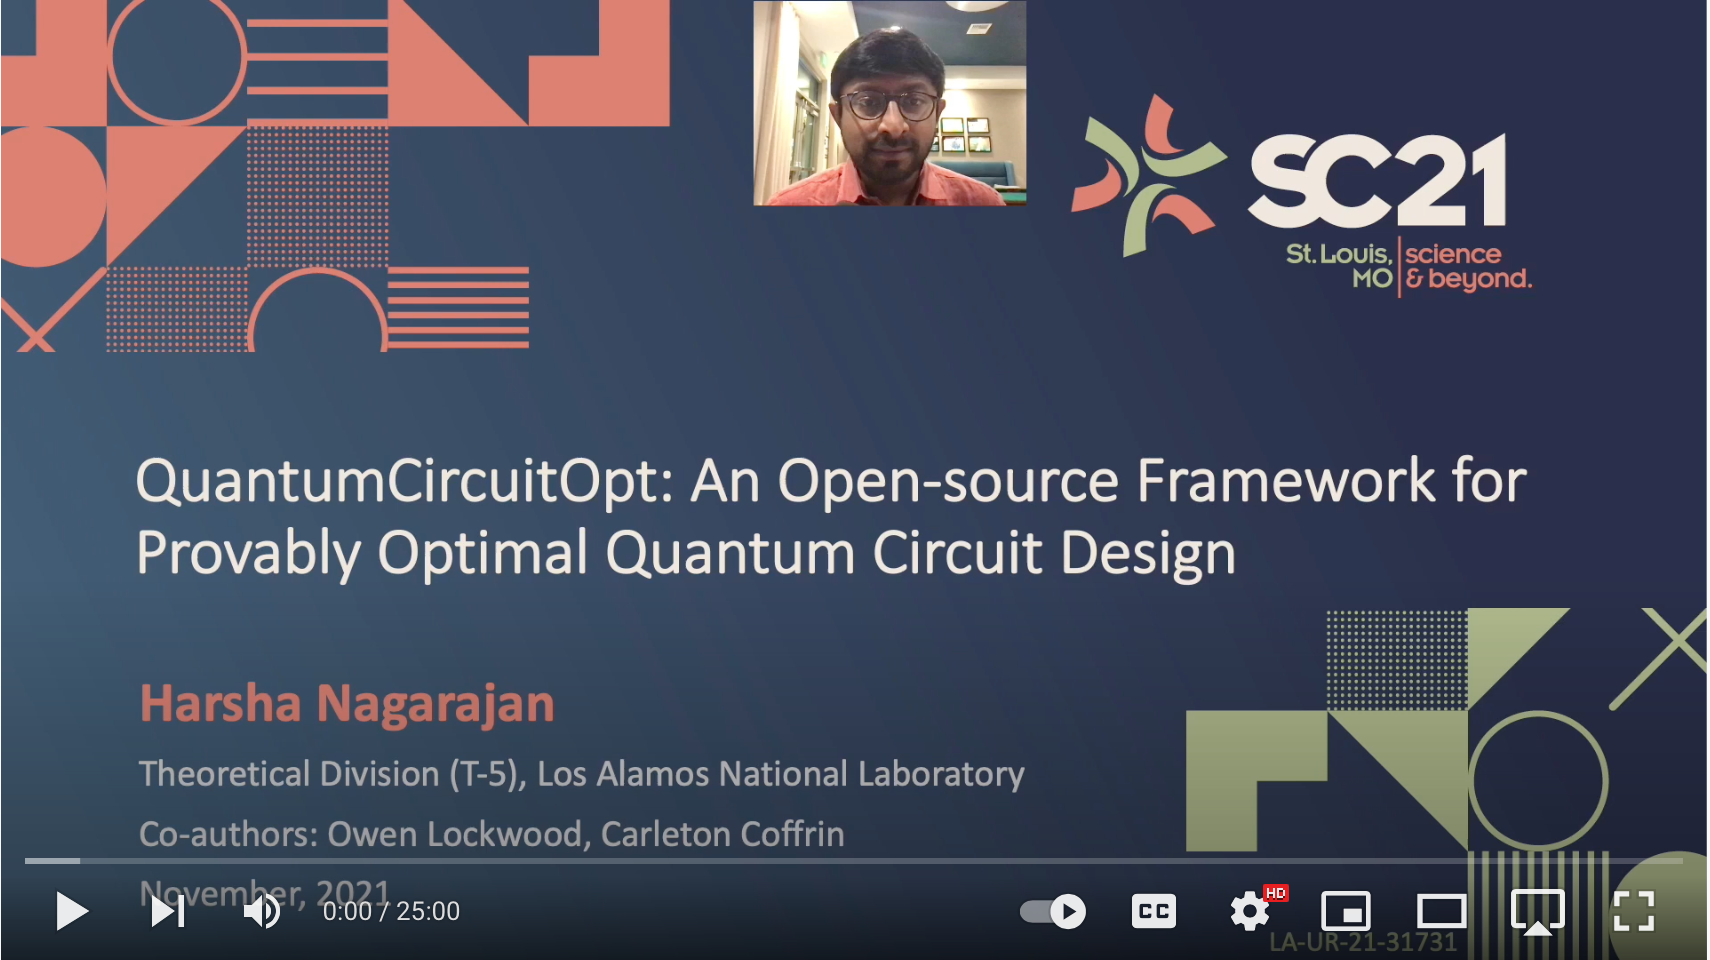 SC21
St. Louis, MO
science & beyond.
QuantumCircuitOpt: An Open-source Framework for
Provably Optimal Quantum Circuit Design
Harsha Nagarajan
Theoretical Division (T-5), Los Alamos National Laboratory
Co-authors: Owen Lockwood, Carleton Coffrin
November, 2021
0:00 / 25:00
CC
HD
LA-UR-21-31731